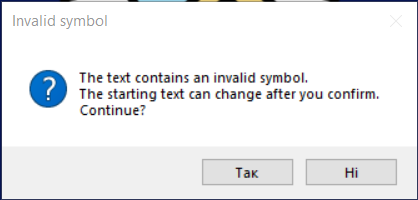 Invalid symbol
The text contains an invalid symbol.
The starting text can change after you confirm.
Continue?
Так
Ні